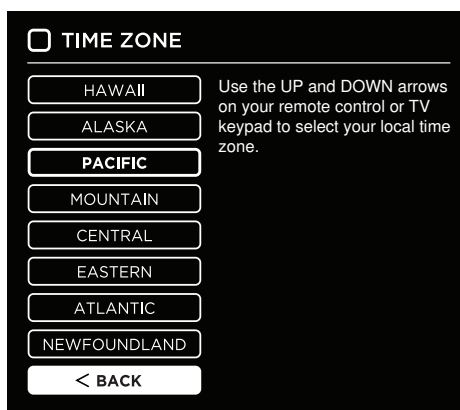 TIME ZONE
HAWAII
ALASKA
PACIFIC
MOUNTAIN
CENTRAL
EASTERN
ATLANTIC
NEWFOUNDLAND
< BACK
Use the UP and DOWN arrows
on your remote control or TV
keypad to select your local time
zone.